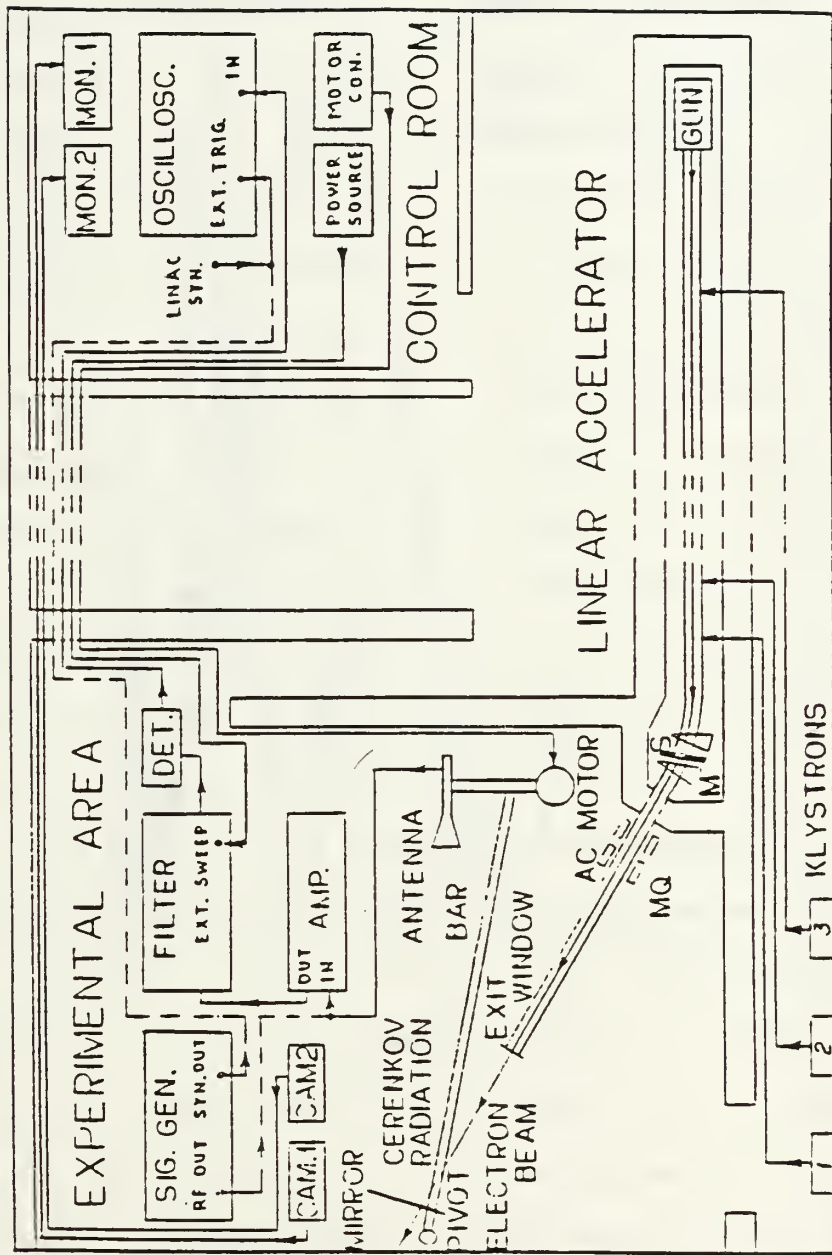 EXPERIMENTAL AREA
SIG. GEN.
RF OUT SYN. OUT
FILTER
EXT. SWEEP
DET.
CAM.1
CAM2
OUT
IN
AMP.
MIRROR
CERENKOV
RADIATION
ANTENNA
BAR
PIVOT
ELECTRON
BEAM
EXIT
WINDOW
AC MOTOR
MQ
S
M
MON. 1
MON. 2
OSCILLOSC.
EXT. TRIG. IN
LINAC
SYN.
POWER
SOURCE
MOTOR
CON.
CONTROL ROOM
LINEAR ACCELERATOR
GUN
1
2
3
KLYSTRONS